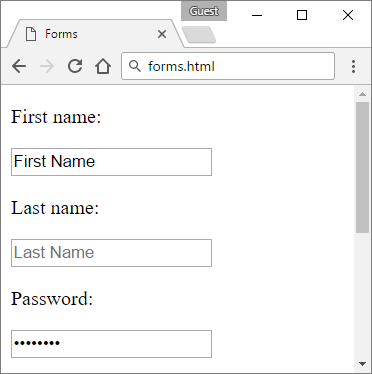 Guest
Forms
forms.html
First name:
First Name
Last name:
Last Name
Password:
••••••••